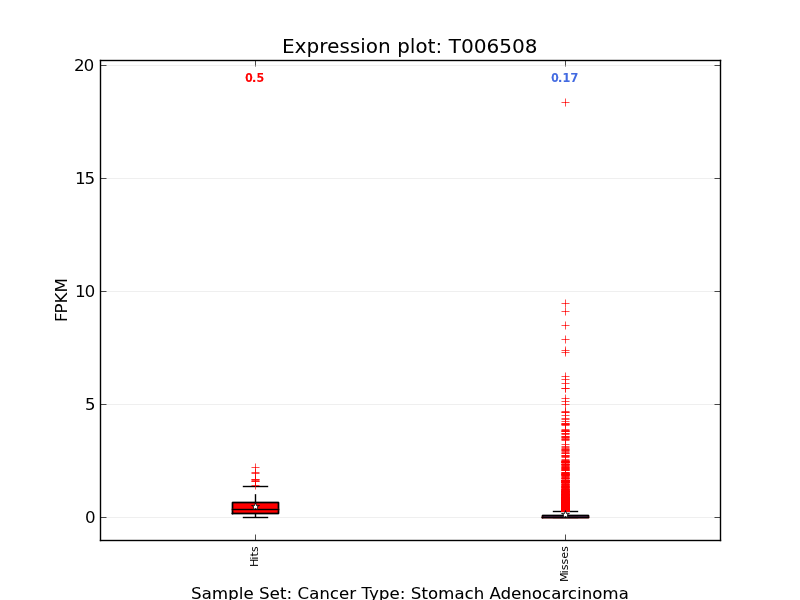 Expression plot: T006508
20
15
10
5
0
FPKM
0.5
0.17
Hits
Misses
Sample Set: Cancer Type: Stomach Adenocarcinoma